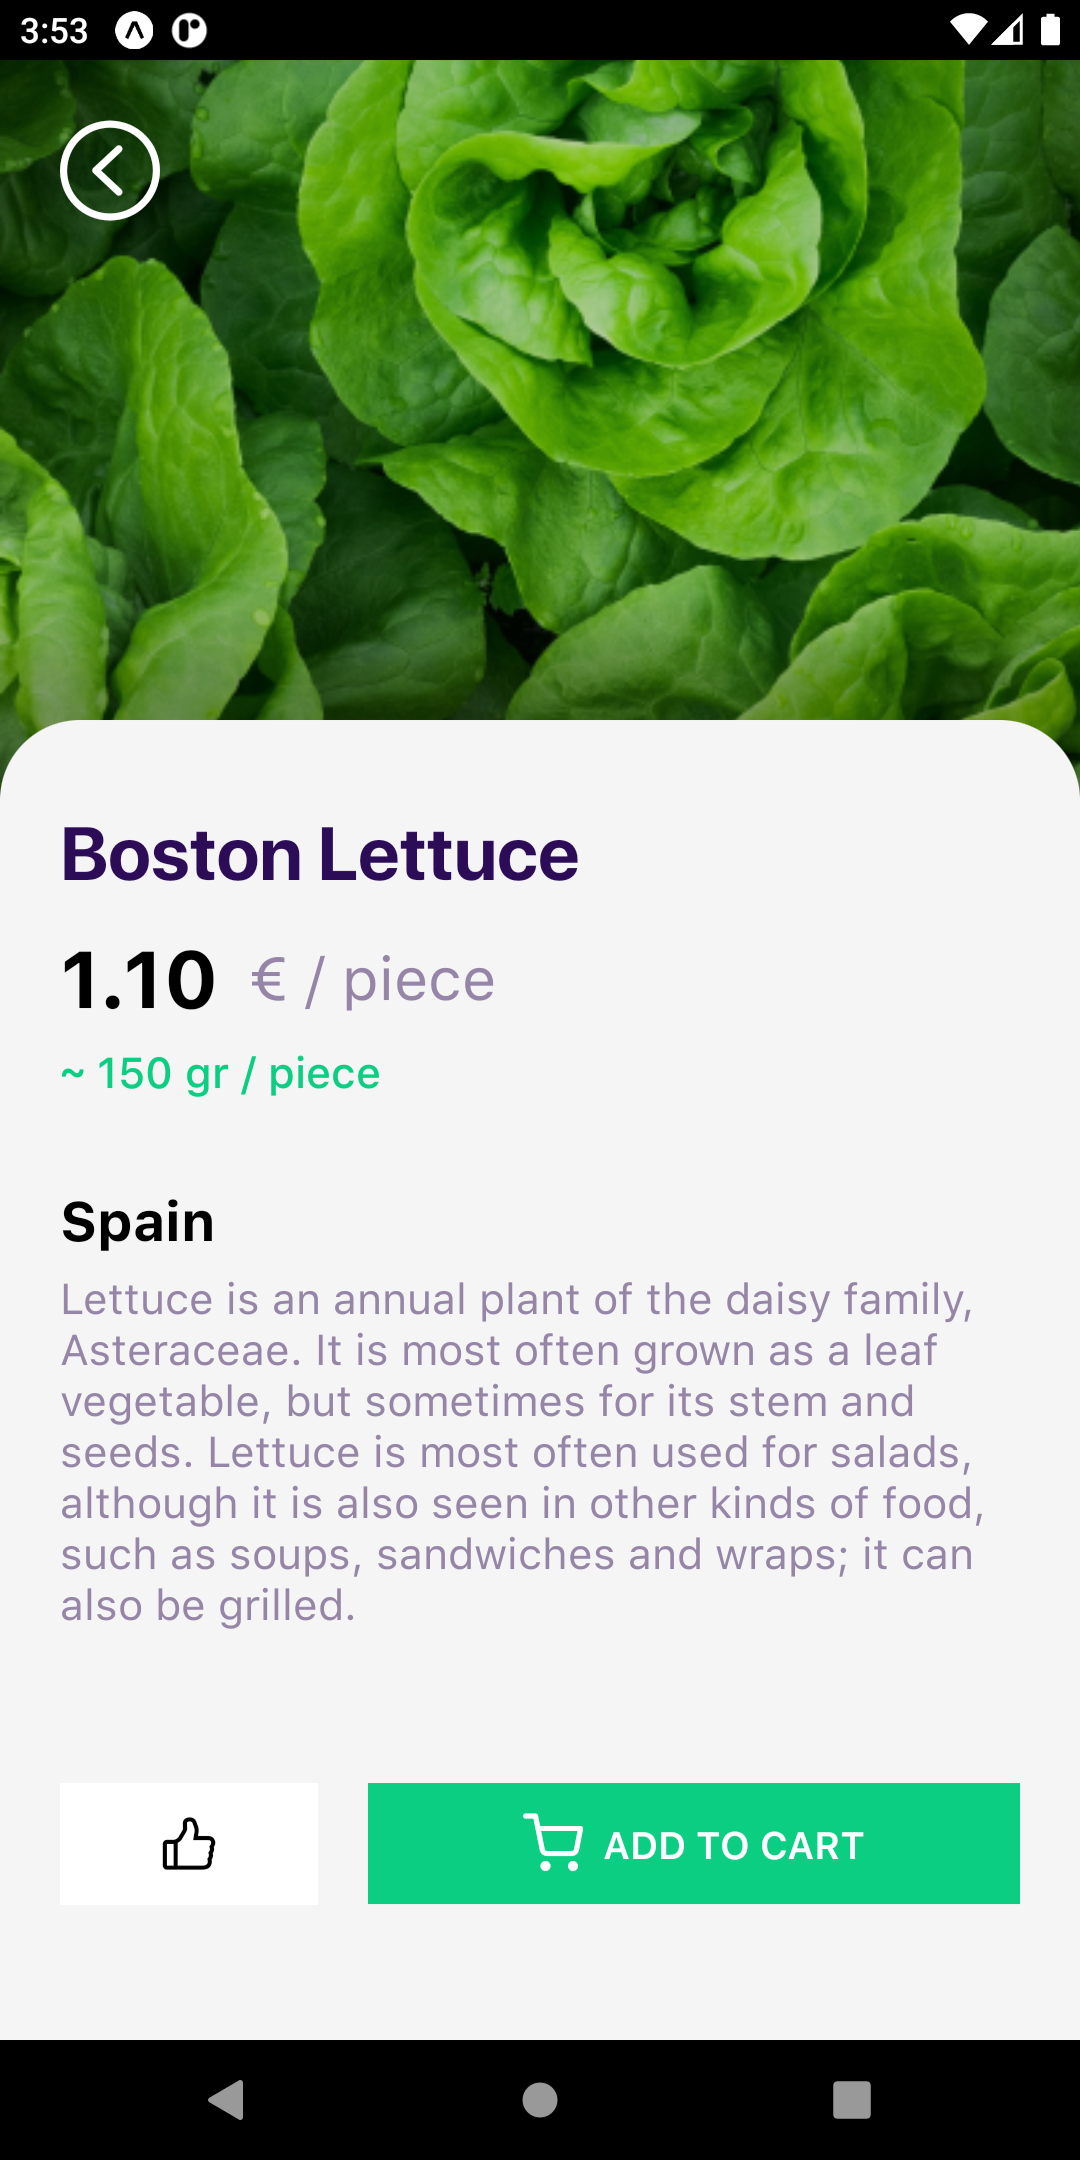 3:53
Boston Lettuce
1.10 € / piece
~ 150 gr / piece
Spain
Lettuce is an annual plant of the daisy family,
Asteraceae. It is most often grown as a leaf
vegetable, but sometimes for its stem and
seeds. Lettuce is most often used for salads,
although it is also seen in other kinds of food,
such as soups, sandwiches and wraps; it can
also be grilled.
ADD TO CART